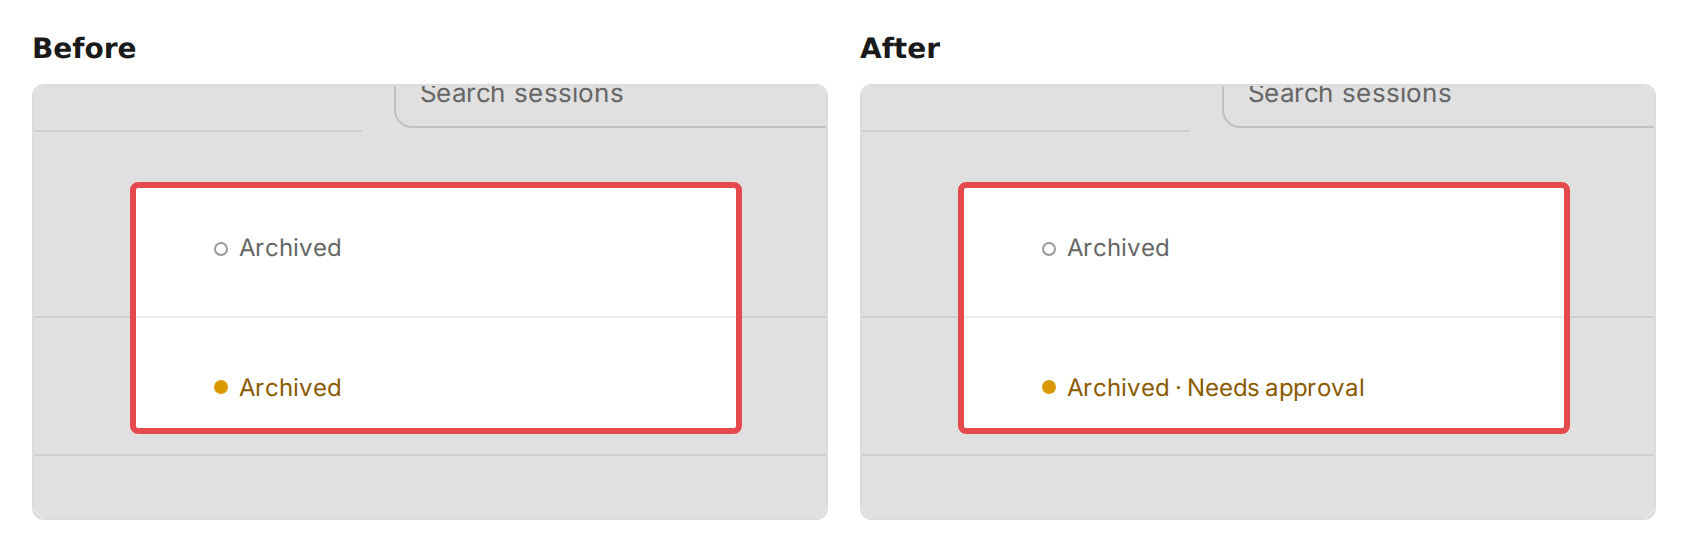 Before
Search sessions
Archived
Archived
After
Search sessions
Archived
Archived · Needs approval